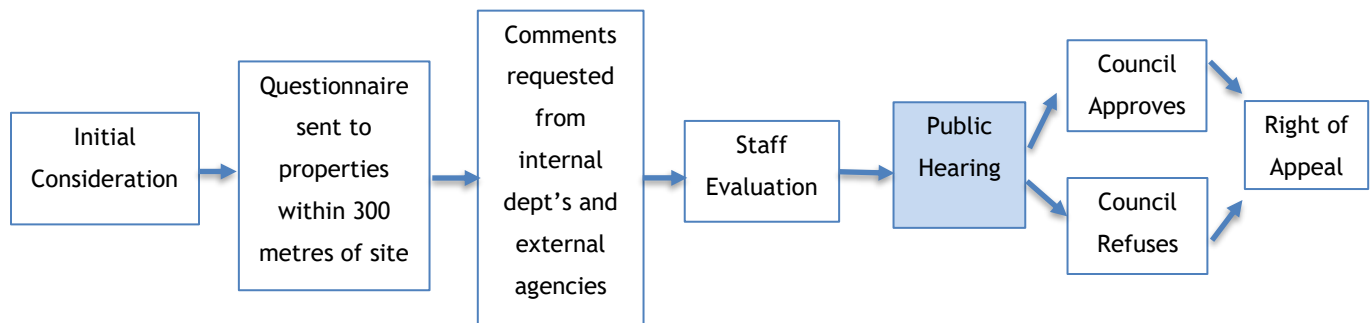 Initial
Consideration
Questionnaire
sent to
properties
within 300
metres of site
Comments
requested
from
internal
dept’s and
external
agencies
Staff
Evaluation
Public
Hearing
Council
Approves
Council
Refuses
Right of
Appeal